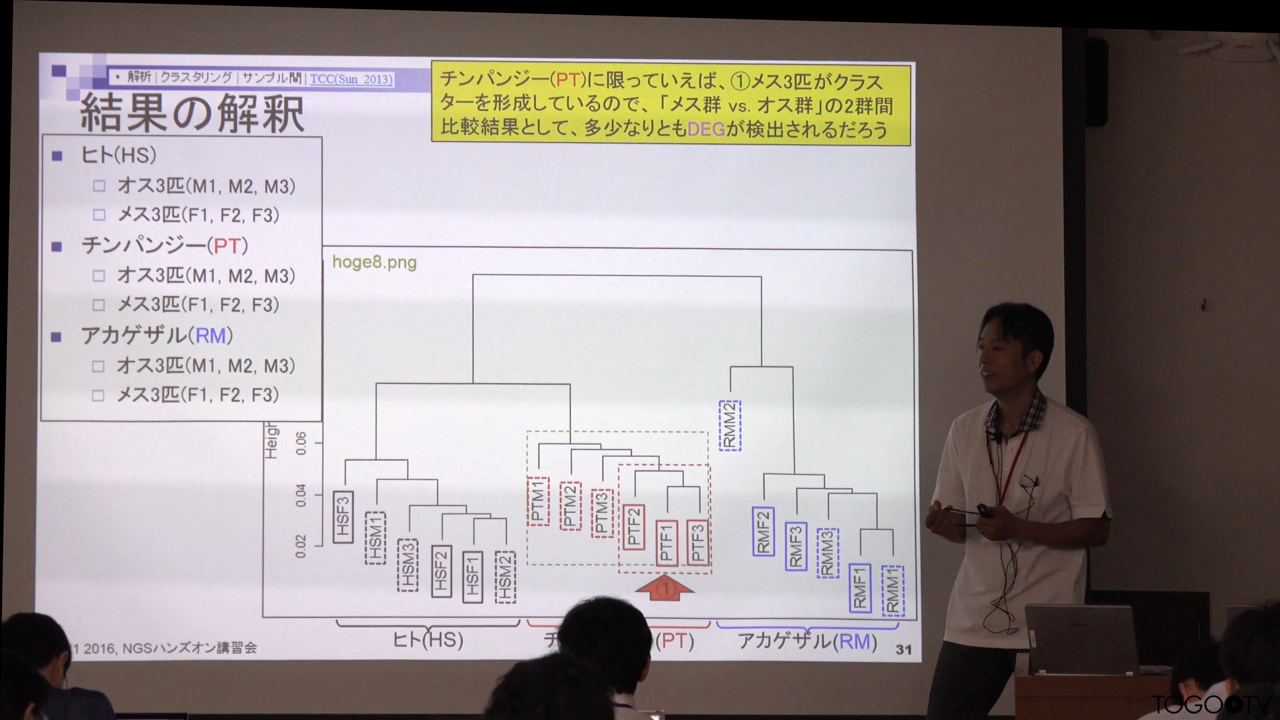 • 解析 | クラスタリング | サンプル間 | TCC(Sun_2013)
結果の解釈
チンパンジー(PT)に限っていえば、①メス3匹がクラス
ターを形成しているので、「メス群 vs. オス群」の2群間
比較結果として、多少なりともDEGが検出されるだろう
ヒト(HS)
オス3匹(M1, M2, M3)
メス3匹(F1, F2, F3)
チンパンジー(PT)
オス3匹(M1, M2, M3)
メス3匹(F1, F2, F3)
アカゲザル(RM)
オス3匹(M1, M2, M3)
メス3匹(F1, F2, F3)
hoge8.png
0.06
0.04
0.02
HSF3
HSM1
HSM3
HSF2
HSF1
HSM2
PTM1
PTM2
PTM3
PTF2
PTF1
PTF3
RMM2
RMF2
RMF3
RMM3
RMF1
RMM1
①
ヒト(HS)
(PT)
アカゲザル(RM)
1 2016, NGSハンズオン講習会
31
TOGOTV